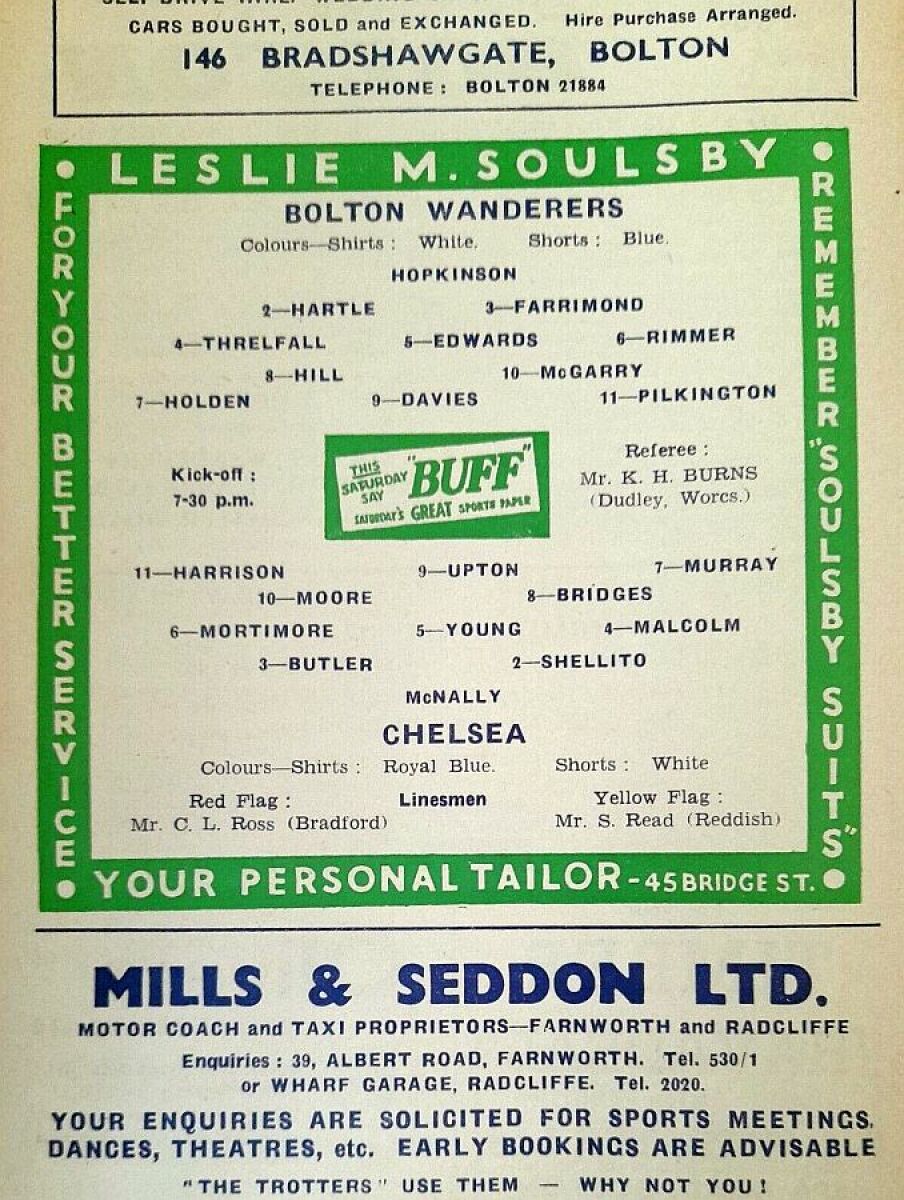 CARS BOUGHT, SOLD and EXCHANGED. Hire Purchase Arranged.
146 BRADSHAWGATE, BOLTON
TELEPHONE : BOLTON 21884
LESLIE M. SOULSBY
FOR YOUR BETTER SERVICE
REMEMBER "SOULSBY SUITS"
BOLTON WANDERERS
Colours—Shirts : White. Shorts : Blue.
HOPKINSON
2—HARTLE 3—FARRIMOND
4—THRELFALL 5—EDWARDS 6—RIMMER
8—HILL 10—McGARRY
7—HOLDEN 9—DAVIES 11—PILKINGTON
Kick-off :
7-30 p.m.
THIS
SATURDAY
SAY
"BUFF"
SATURDAY'S GREAT SPORTS PAPER
Referee :
Mr. K. H. BURNS
(Dudley, Worcs.)
11—HARRISON 9—UPTON 7—MURRAY
10—MOORE 8—BRIDGES
6—MORTIMORE 5—YOUNG 4—MALCOLM
3—BUTLER 2—SHELLITO
McNALLY
CHELSEA
Colours—Shirts : Royal Blue. Shorts : White
Red Flag : Linesmen Yellow Flag :
Mr. C. L. Ross (Bradford) Mr. S. Read (Reddish)
YOUR PERSONAL TAILOR - 45 BRIDGE ST.
MILLS & SEDDON LTD.
MOTOR COACH and TAXI PROPRIETORS—FARNWORTH and RADCLIFFE
Enquiries : 39, ALBERT ROAD, FARNWORTH. Tel. 530/1
or WHARF GARAGE, RADCLIFFE. Tel. 2020.
YOUR ENQUIRIES ARE SOLICITED FOR SPORTS MEETINGS,
DANCES, THEATRES, etc. EARLY BOOKINGS ARE ADVISABLE
"THE TROTTERS" USE THEM — WHY NOT YOU !